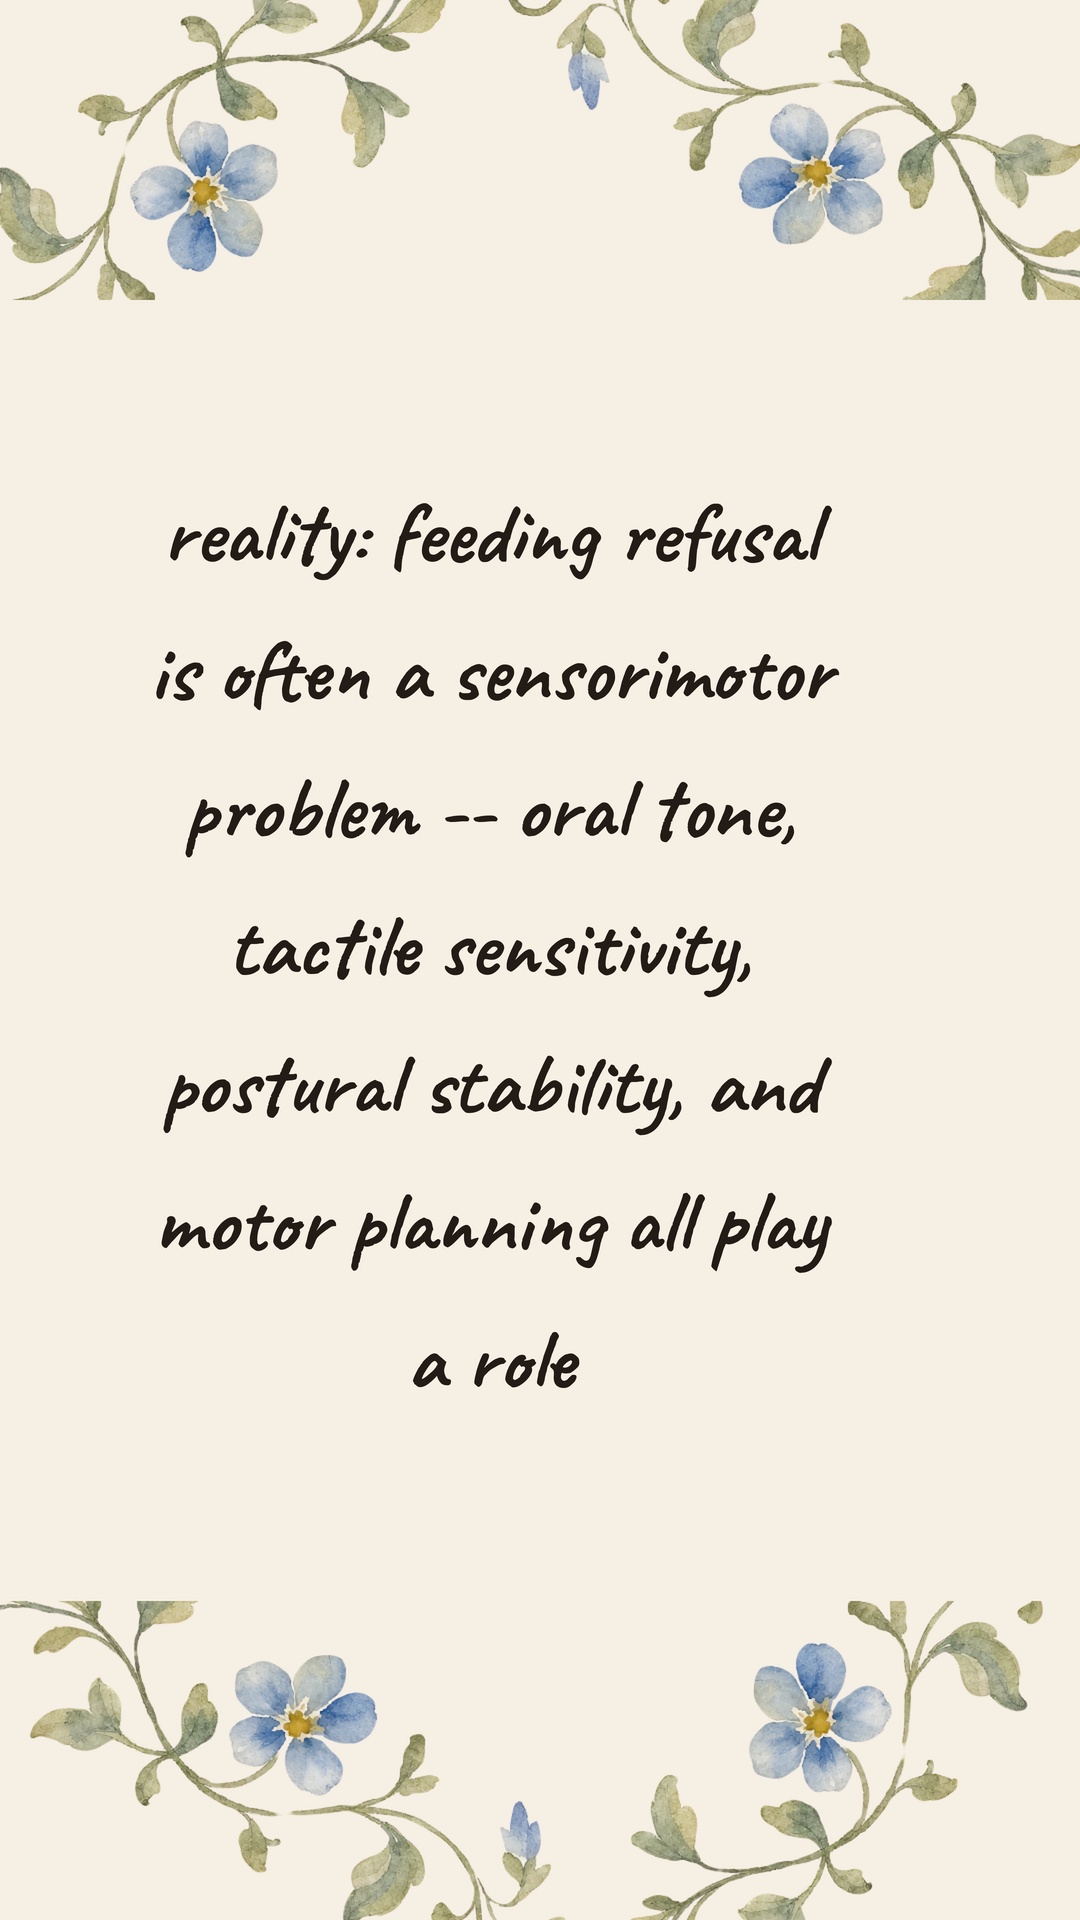 reality: feeding refusal
is often a sensorimotor
problem -- oral tone,
tactile sensitivity,
postural stability, and
motor planning all play
a role